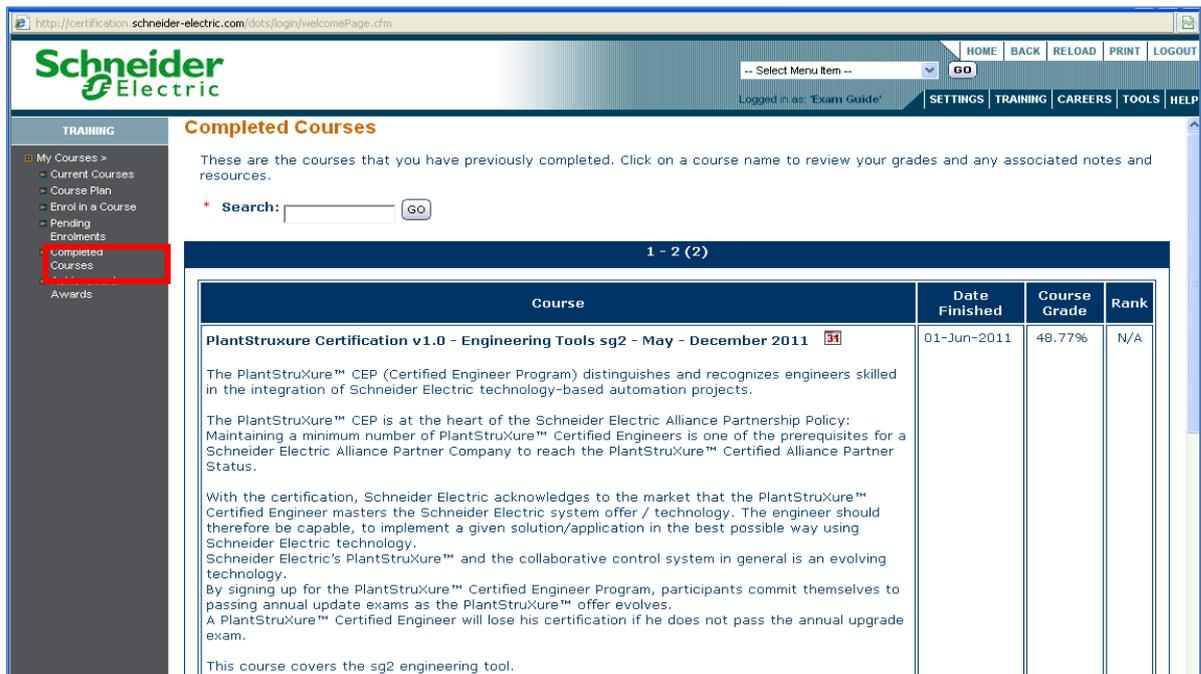 http://certification.schneider-electric.com/dots/login/welcomePage.cfm
Schneider
Electric
HOME BACK RELOAD PRINT LOGOUT
-- Select Menu Item --
GO
Logged in as: 'Exam Guide'
SETTINGS TRAINING CAREERS TOOLS HELP
TRAINING
My Courses »
Current Courses
Course Plan
Enrol in a Course
Pending
Enrolments
Completed
Courses
Awards
Completed Courses
These are the courses that you have previously completed. Click on a course name to review your grades and any associated notes and
resources.
* Search:
GO
1 - 2 (2)
Course
Date
Finished
Course
Grade
Rank
PlantStruxure Certification v1.0 - Engineering Tools sg2 - May - December 2011
31
01-Jun-2011
48.77%
N/A
The PlantStruXure™ CEP (Certified Engineer Program) distinguishes and recognizes engineers skilled
in the integration of Schneider Electric technology-based automation projects.
The PlantStruXure™ CEP is at the heart of the Schneider Electric Alliance Partnership Policy:
Maintaining a minimum number of PlantStruXure™ Certified Engineers is one of the prerequisites for a
Schneider Electric Alliance Partner Company to reach the PlantStruXure™ Certified Alliance Partner
Status.
With the certification, Schneider Electric acknowledges to the market that the PlantStruXure™
Certified Engineer masters the Schneider Electric system offer / technology. The engineer should
therefore be capable, to implement a given solution/application in the best possible way using
Schneider Electric technology.
Schneider Electric's PlantStruXure™ and the collaborative control system in general is an evolving
technology.
By signing up for the PlantStruXure™ Certified Engineer Program, participants commit themselves to
passing annual update exams as the PlantStruXure™ offer evolves.
A PlantStruXure™ Certified Engineer will lose his certification if he does not pass the annual upgrade
exam.
This course covers the sg2 engineering tool.